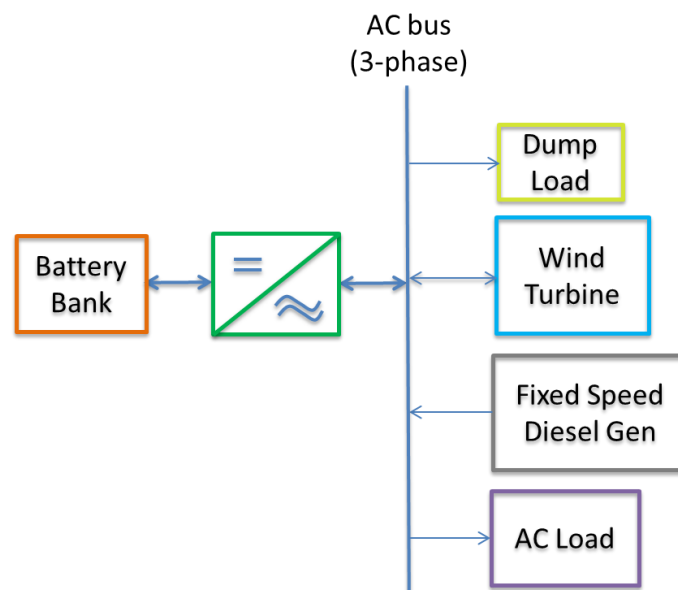 AC bus
(3-phase)
Dump
Load
Battery
Bank
Wind
Turbine
Fixed Speed
Diesel Gen
AC Load